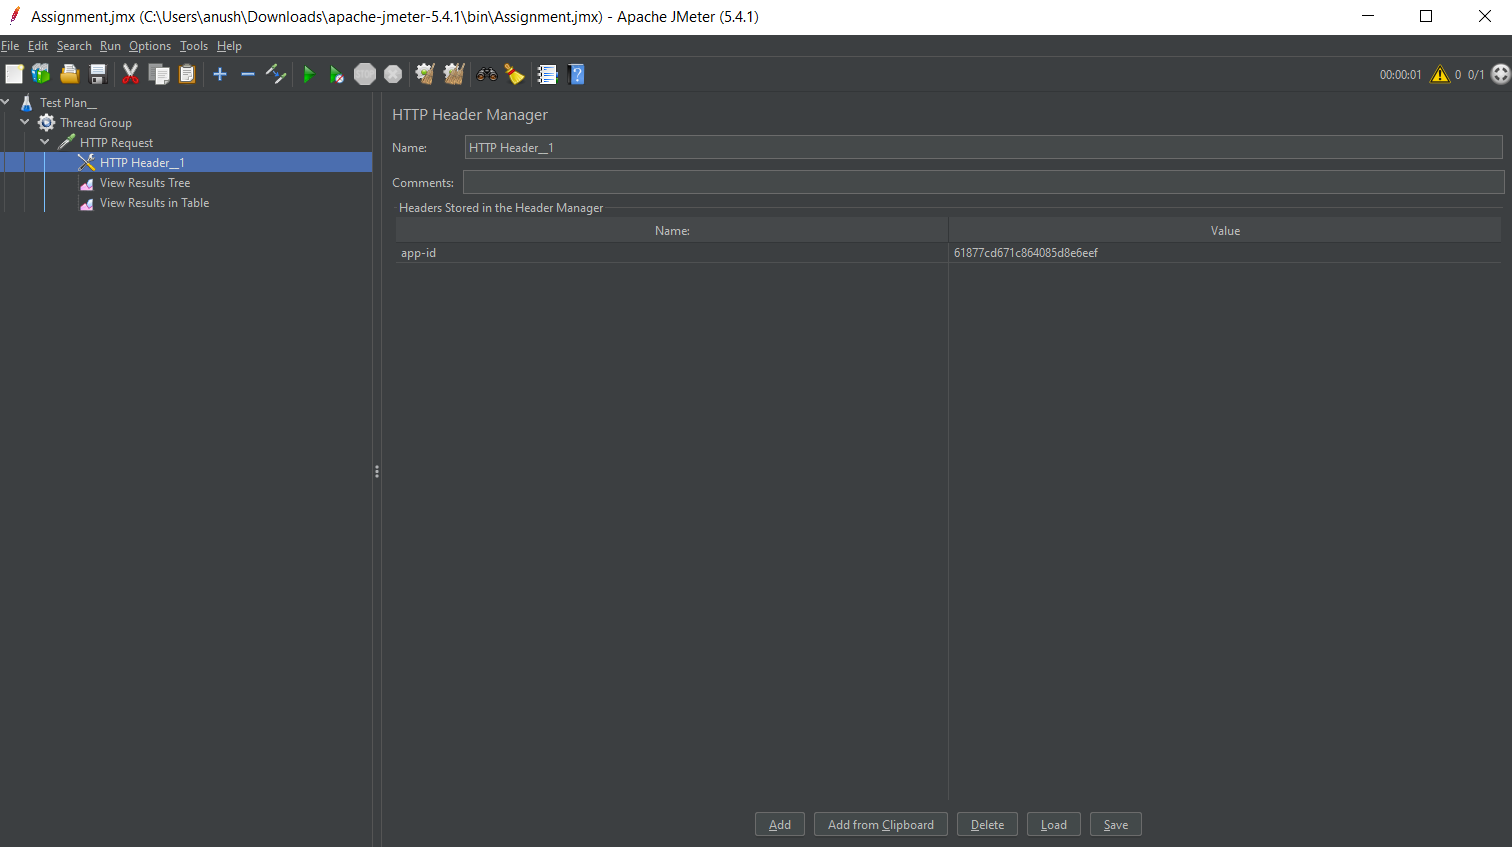 Assignment.jmx (C:\Users\anush\Downloads\apache-jmeter-5.4.1\bin\Assignment.jmx) - Apache JMeter (5.4.1)
File Edit Search Run Options Tools Help
STOP 00:00:01 0 0/1
Test Plan__
Thread Group
HTTP Request
HTTP Header__1
View Results Tree
View Results in Table
HTTP Header Manager
Name: HTTP Header__1
Comments:
Headers Stored in the Header Manager
Name: Value
app-id 61877cd671c864085d8e6eef
Add Add from Clipboard Delete Load Save